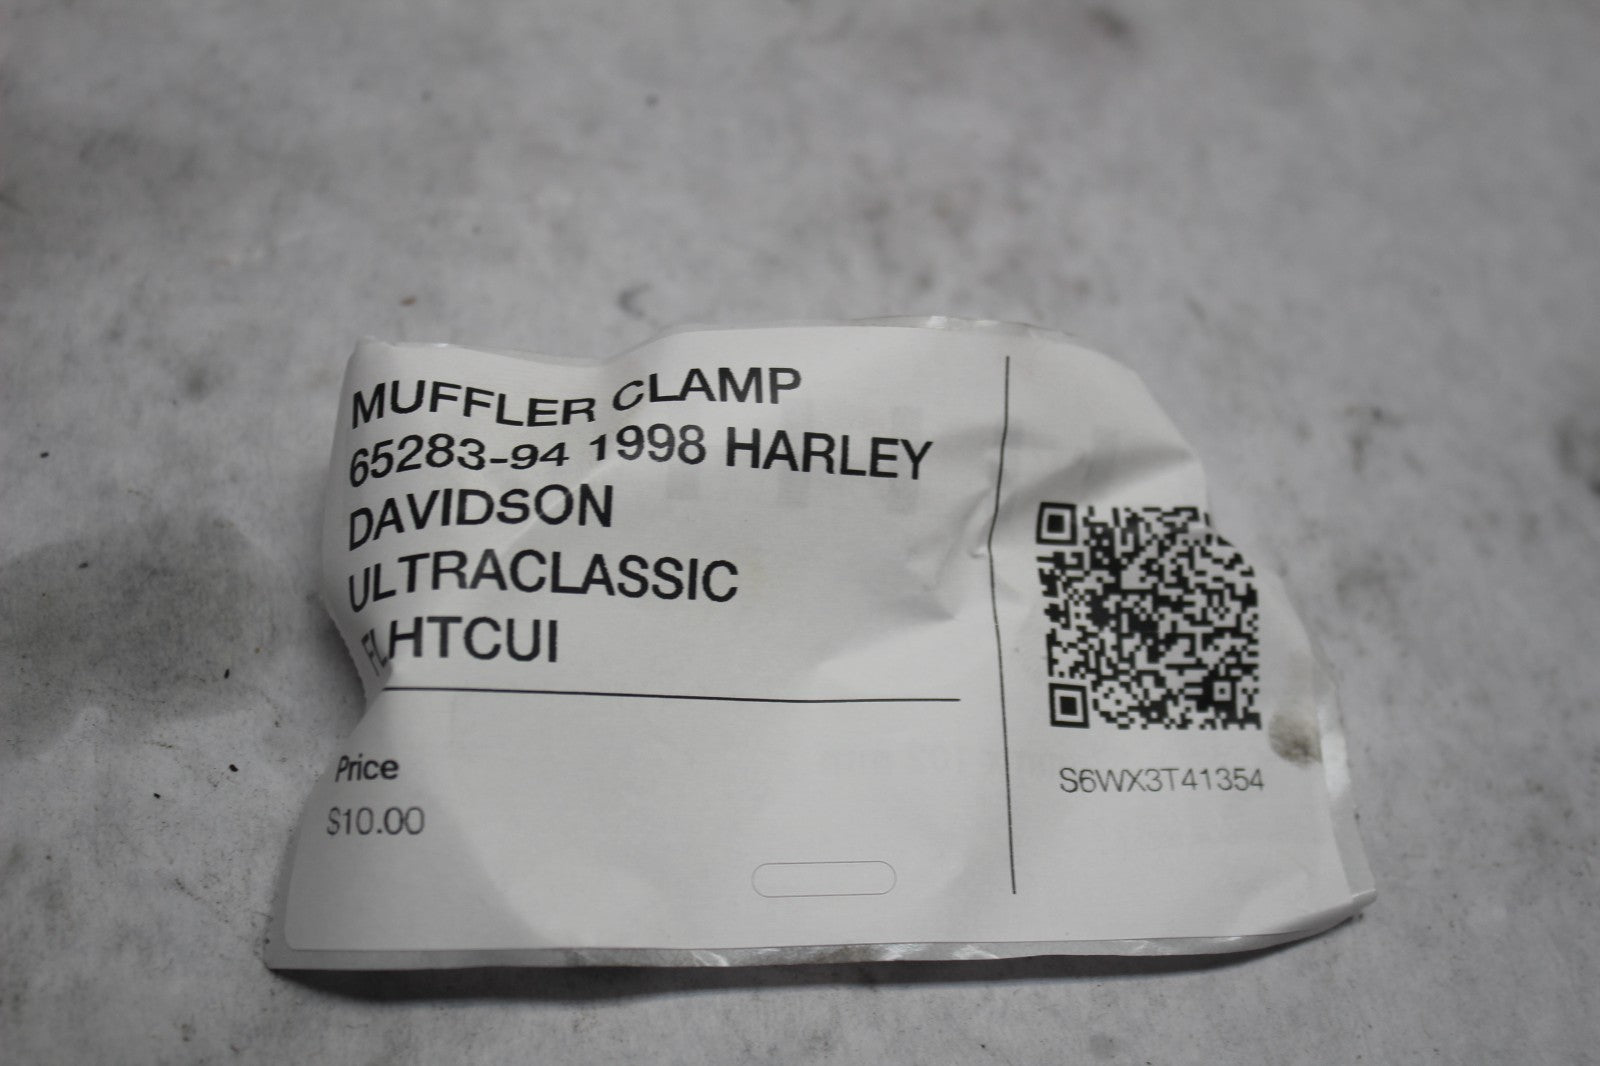 MUFFLER CLAMP
65283-94 1998 HARLEY
DAVIDSON
ULTRACLASSIC
FLHTCUI
Price
$10.00
S6WX3T41354